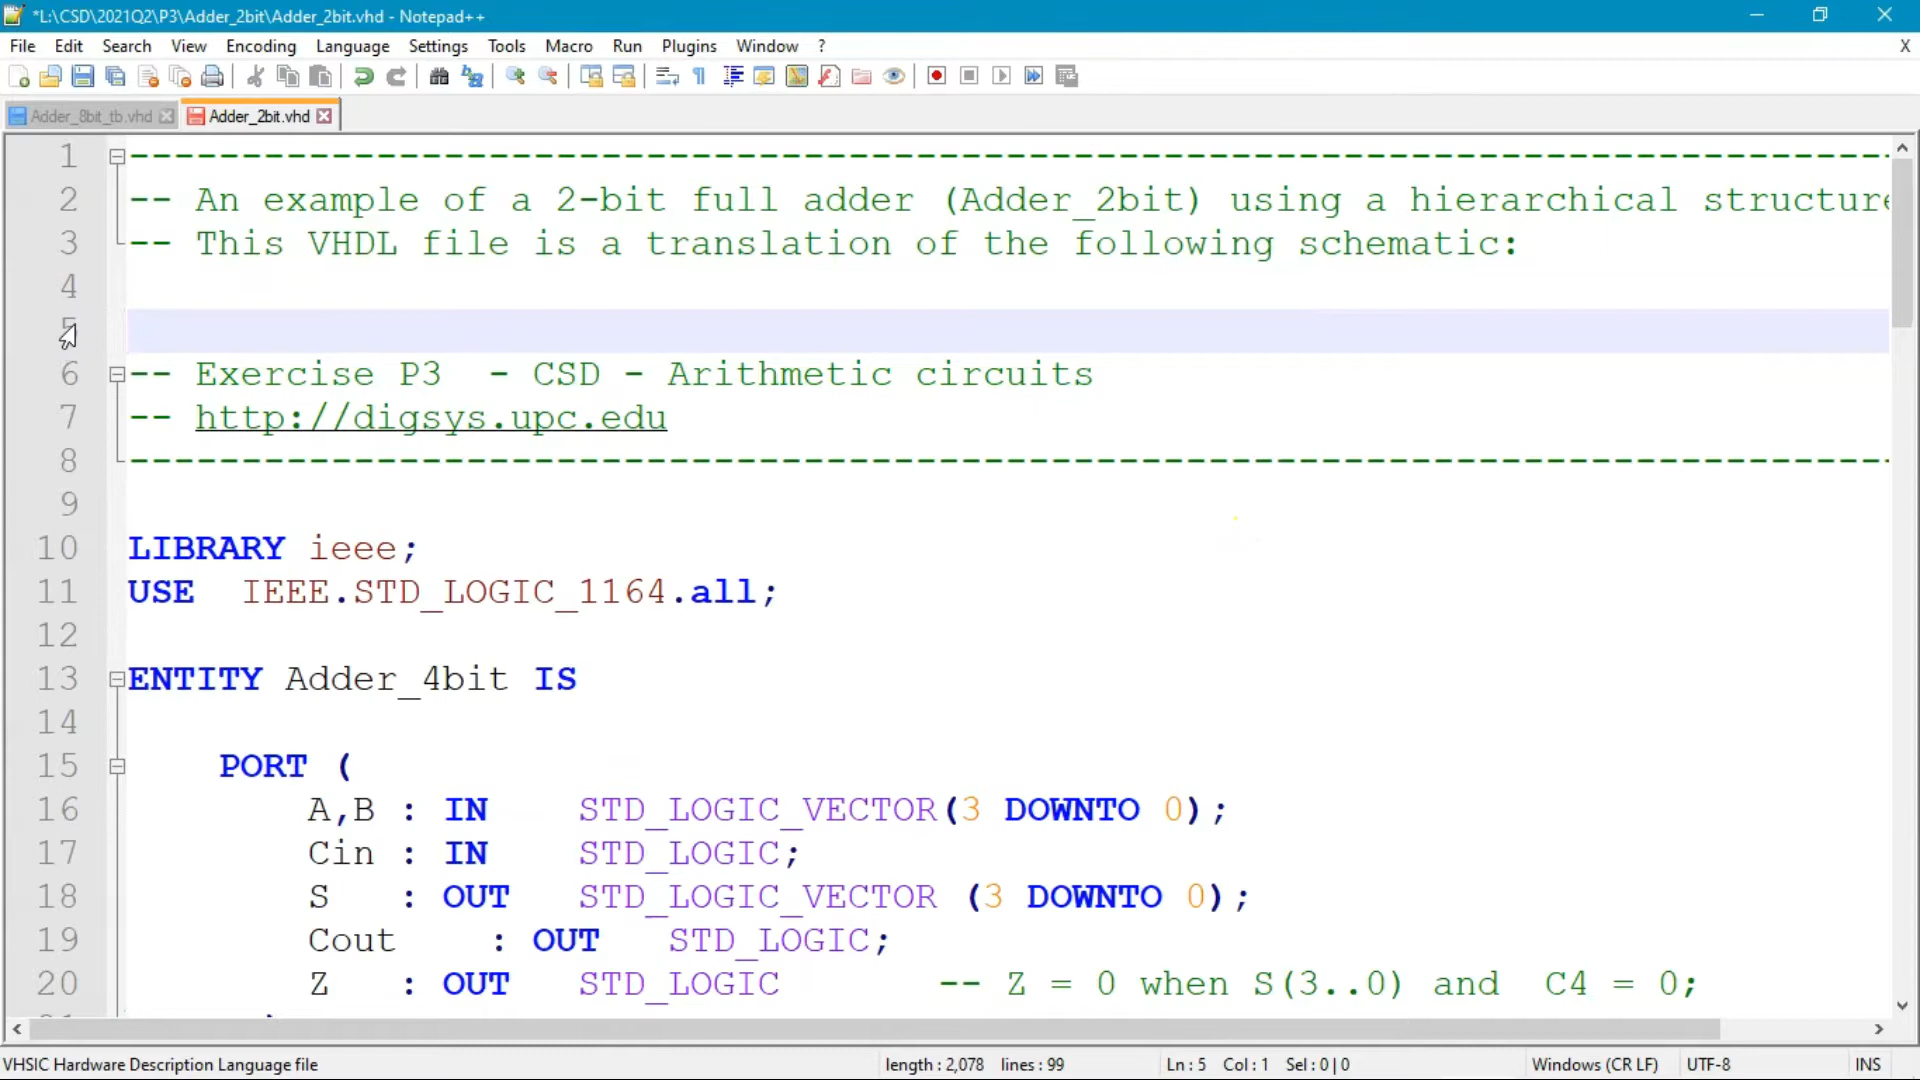 *L:\CSD\2021Q2\P3\Adder_2bit\Adder_2bit.vhd - Notepad++
File Edit Search View Encoding Language Settings Tools Macro Run Plugins Window ? X
Adder_8bit_tb.vhd Adder_2bit.vhd
1 --------------------------------------------------------------------------------
2 -- An example of a 2-bit full adder (Adder_2bit) using a hierarchical structure
3 -- This VHDL file is a translation of the following schematic:
4
5
6 -- Exercise P3  - CSD - Arithmetic circuits
7 -- http://digsys.upc.edu
8 --------------------------------------------------------------------------------
9
10 LIBRARY ieee;
11 USE  IEEE.STD_LOGIC_1164.all;
12
13 ENTITY Adder_4bit IS
14
15 PORT (
16 A,B : IN    STD_LOGIC_VECTOR(3 DOWNTO 0);
17 Cin : IN    STD_LOGIC;
18 S   : OUT   STD_LOGIC_VECTOR (3 DOWNTO 0);
19 Cout    : OUT   STD_LOGIC;
20 Z   : OUT   STD_LOGIC       -- Z = 0 when S(3..0) and  C4 = 0;
VHSIC Hardware Description Language file length : 2,078 lines : 99 Ln : 5 Col : 1 Sel : 0 | 0 Windows (CR LF) UTF-8 INS